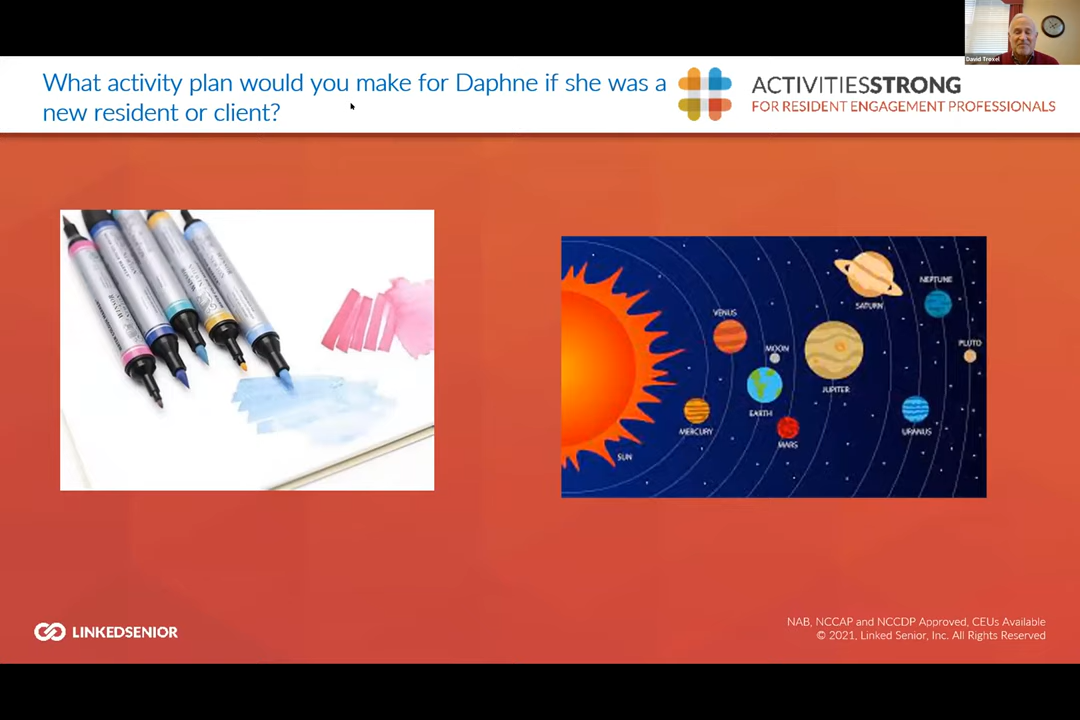 David Troxel
What activity plan would you make for Daphne if she was a
new resident or client?
ACTIVITIESSTRONG
FOR RESIDENT ENGAGEMENT PROFESSIONALS
NEPTUNE
SATURN
VENUS
PLUTO
MOON
JUPITER
EARTH
MERCURY
URANUS
MARS
SUN
LINKEDSENIOR
NAB, NCCAP and NCCDP Approved, CEUs Available
© 2021, Linked Senior, Inc. All Rights Reserved